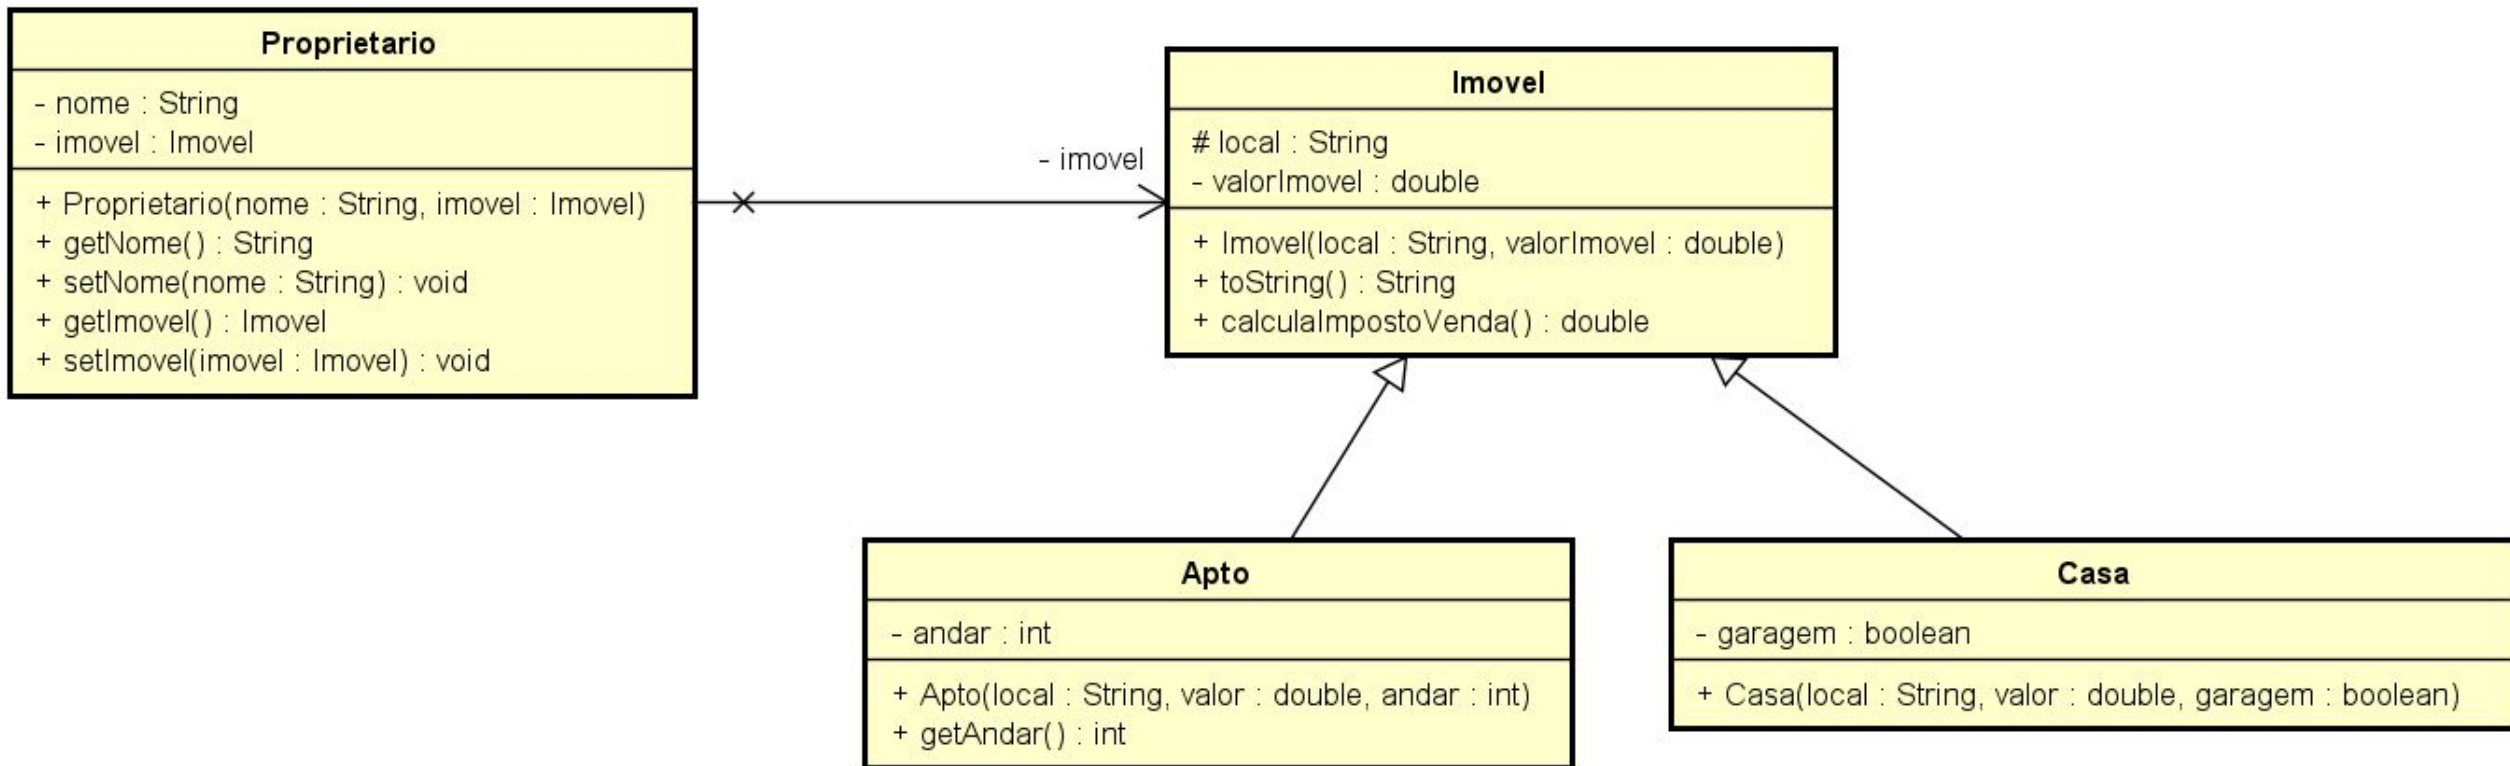 Proprietario
- nome : String
- imovel : Imovel
+ Proprietario(nome : String, imovel : Imovel)
+ getNome() : String
+ setNome(nome : String) : void
+ getImovel() : Imovel
+ setImovel(imovel : Imovel) : void
- imovel
Imovel
# local : String
- valorImovel : double
+ Imovel(local : String, valorImovel : double)
+ toString() : String
+ calculaImpostoVenda() : double
Apto
- andar : int
+ Apto(local : String, valor : double, andar : int)
+ getAndar() : int
Casa
- garagem : boolean
+ Casa(local : String, valor : double, garagem : boolean)